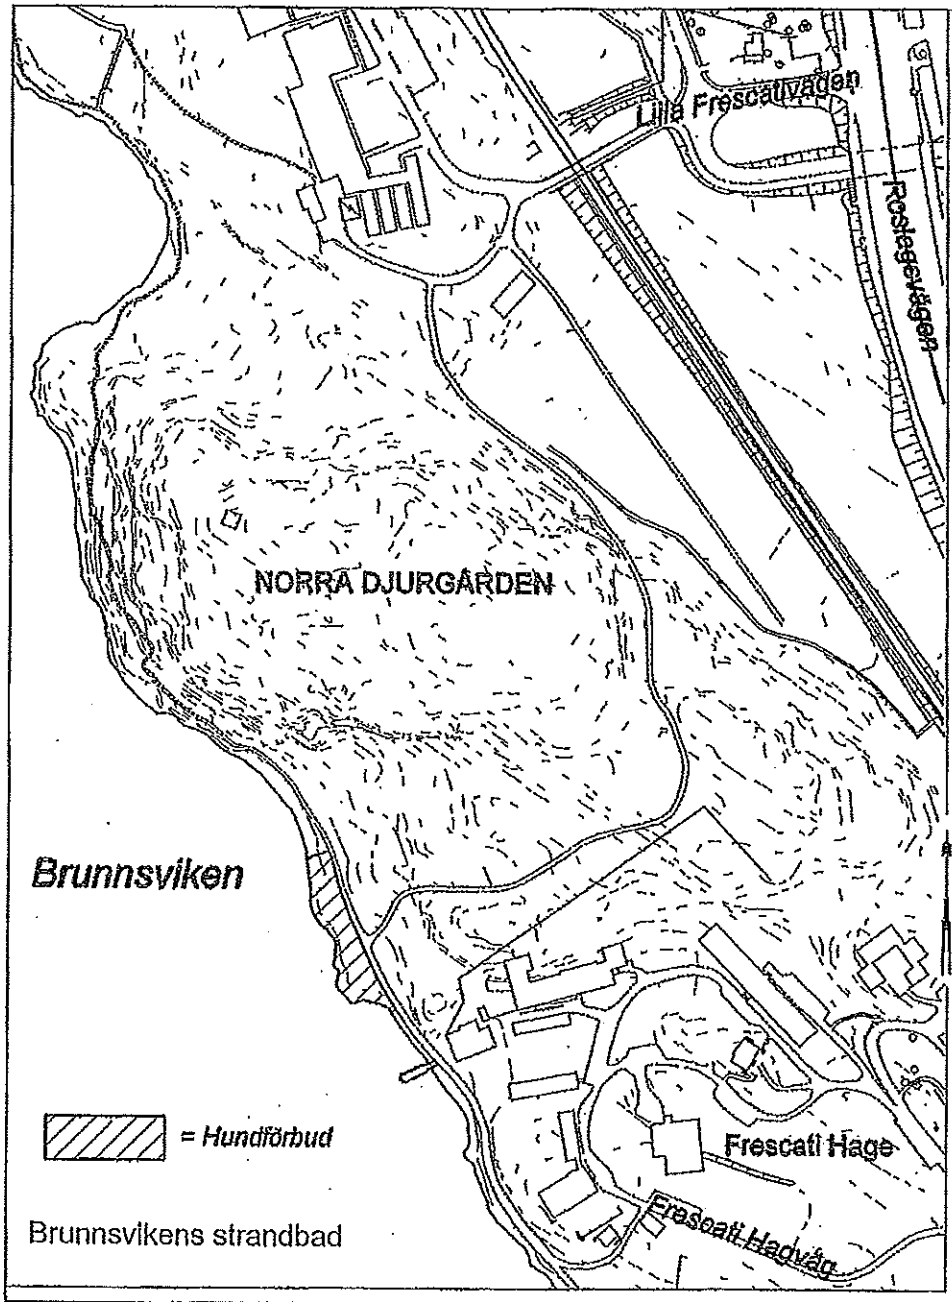 Lilla Frescativägen
Roslagsvägen
NORRA DJURGÅRDEN
Brunnsviken
= Hundförbud
Frescati Hage
Brunnsvikens strandbad
Frescati Hagväg